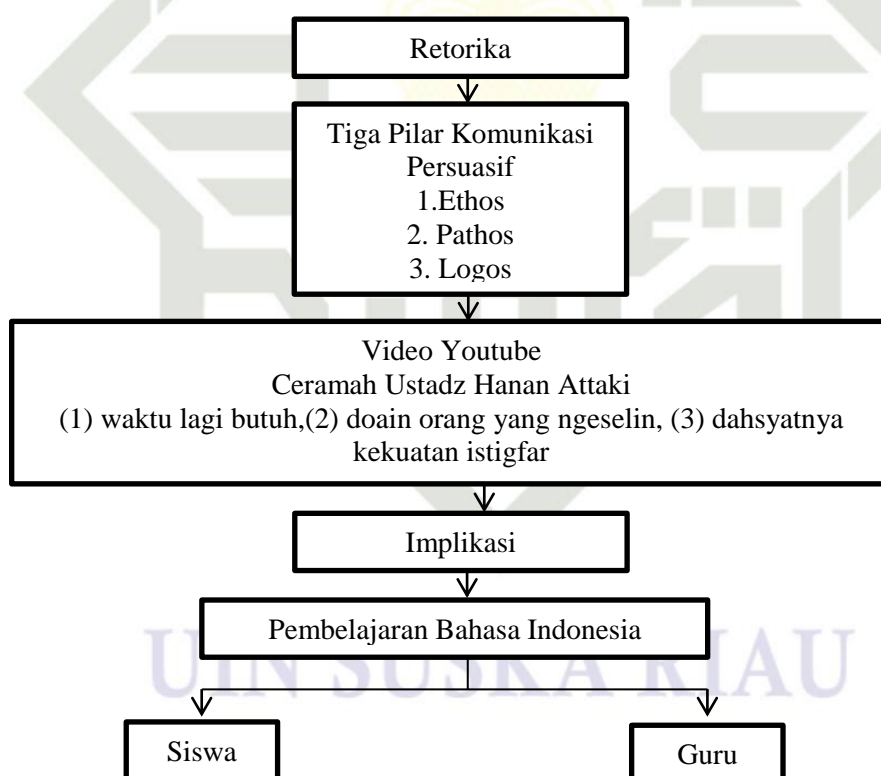 Retorika
Tiga Pilar Komunikasi
Persuasif
1.Ethos
2. Pathos
3. Logos
Video Youtube
Ceramah Ustadz Hanan Attaki
(1) waktu lagi butuh,(2) doain orang yang ngeselin, (3) dahsyatnya
kekuatan istigfar
Implikasi
Pembelajaran Bahasa Indonesia
UIN SUSKA RIAU
Siswa
Guru